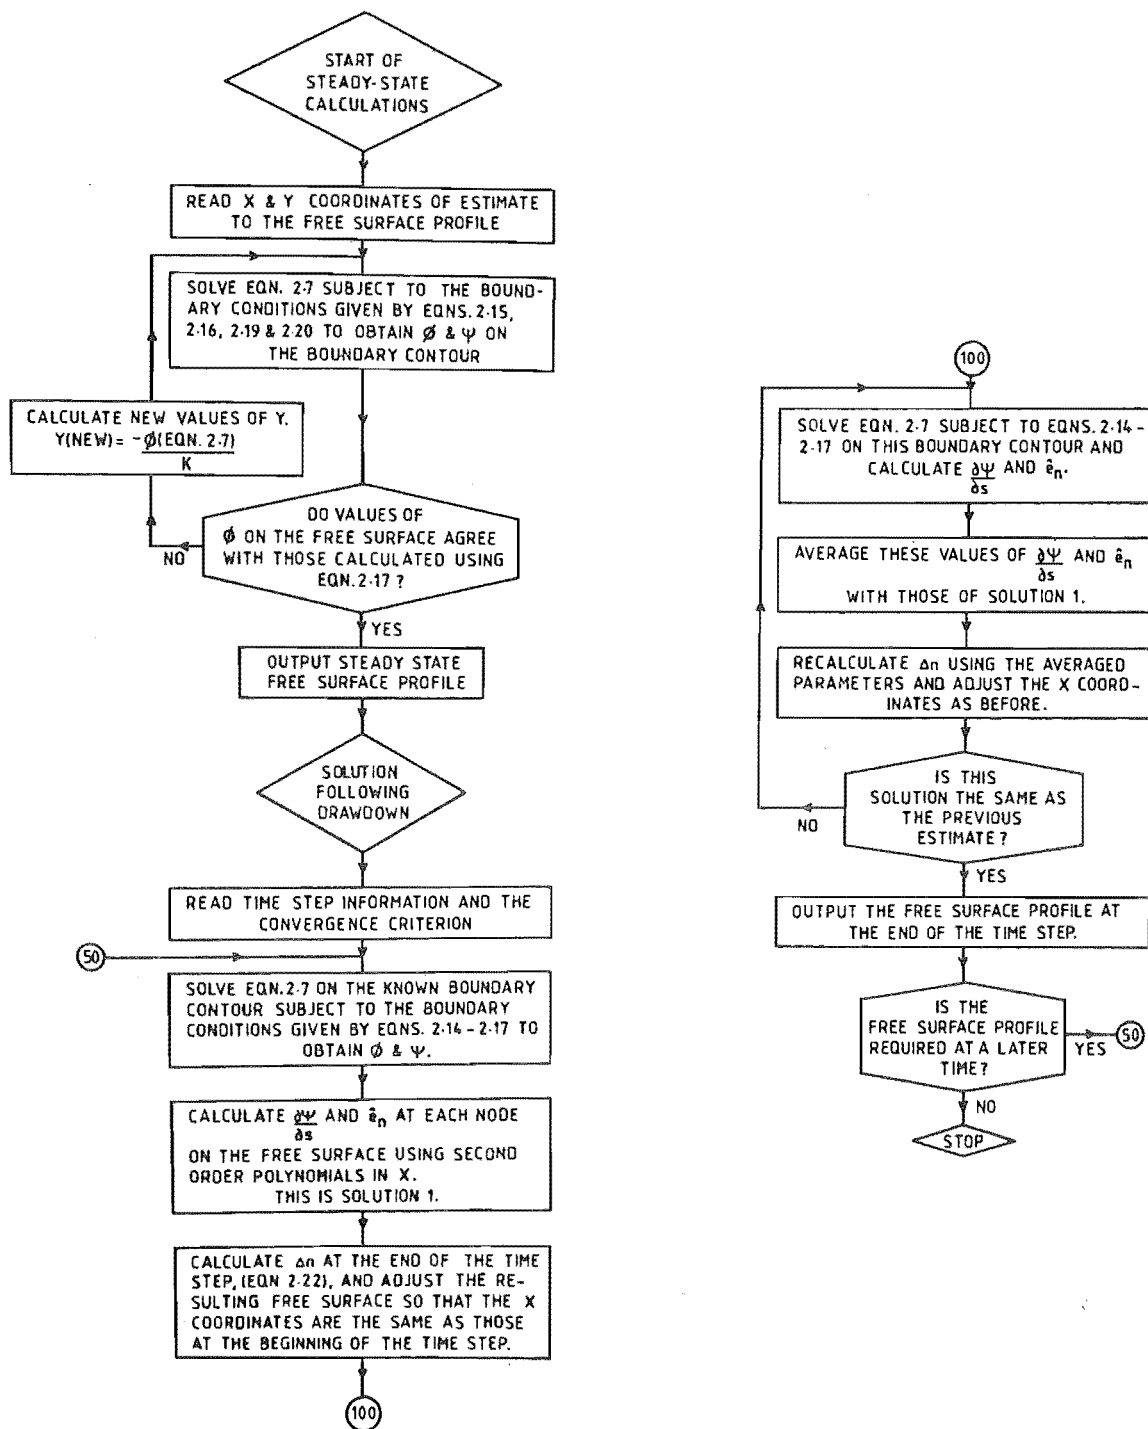 START OF
STEADY-STATE
CALCULATIONS
READ X & Y COORDINATES OF ESTIMATE
TO THE FREE SURFACE PROFILE
SOLVE EQN. 2·7 SUBJECT TO THE BOUND-
ARY CONDITIONS GIVEN BY EQNS. 2·15,
2·16, 2·19 & 2·20 TO OBTAIN ø & ψ ON
THE BOUNDARY CONTOUR
CALCULATE NEW VALUES OF Y.
Y(NEW) = -ø(EQN. 2·7)
K
DO VALUES OF
ø ON THE FREE SURFACE AGREE
WITH THOSE CALCULATED USING
EQN. 2·17 ?
NO
YES
OUTPUT STEADY STATE
FREE SURFACE PROFILE
SOLUTION
FOLLOWING
DRAWDOWN
READ TIME STEP INFORMATION AND THE
CONVERGENCE CRITERION
50
SOLVE EQN. 2·7 ON THE KNOWN BOUNDARY
CONTOUR SUBJECT TO THE BOUNDARY
CONDITIONS GIVEN BY EQNS. 2·14 - 2·17 TO
OBTAIN ø & ψ.
CALCULATE ∂ψ AND ê_n AT EACH NODE
∂s
ON THE FREE SURFACE USING SECOND
ORDER POLYNOMIALS IN X.
THIS IS SOLUTION 1.
CALCULATE Δn AT THE END OF THE TIME
STEP, (EQN 2·22), AND ADJUST THE RE-
SULTING FREE SURFACE SO THAT THE X
COORDINATES ARE THE SAME AS THOSE
AT THE BEGINNING OF THE TIME STEP.
100
100
SOLVE EQN. 2·7 SUBJECT TO EQNS. 2·14 -
2·17 ON THIS BOUNDARY CONTOUR AND
CALCULATE ∂ψ AND ê_n.
∂s
AVERAGE THESE VALUES OF ∂ψ AND ê_n
∂s
WITH THOSE OF SOLUTION 1.
RECALCULATE Δn USING THE AVERAGED
PARAMETERS AND ADJUST THE X COORD-
INATES AS BEFORE.
IS THIS
SOLUTION THE SAME AS
THE PREVIOUS
ESTIMATE ?
NO
YES
OUTPUT THE FREE SURFACE PROFILE AT
THE END OF THE TIME STEP.
IS THE
FREE SURFACE PROFILE
REQUIRED AT A LATER
TIME?
YES
50
NO
STOP